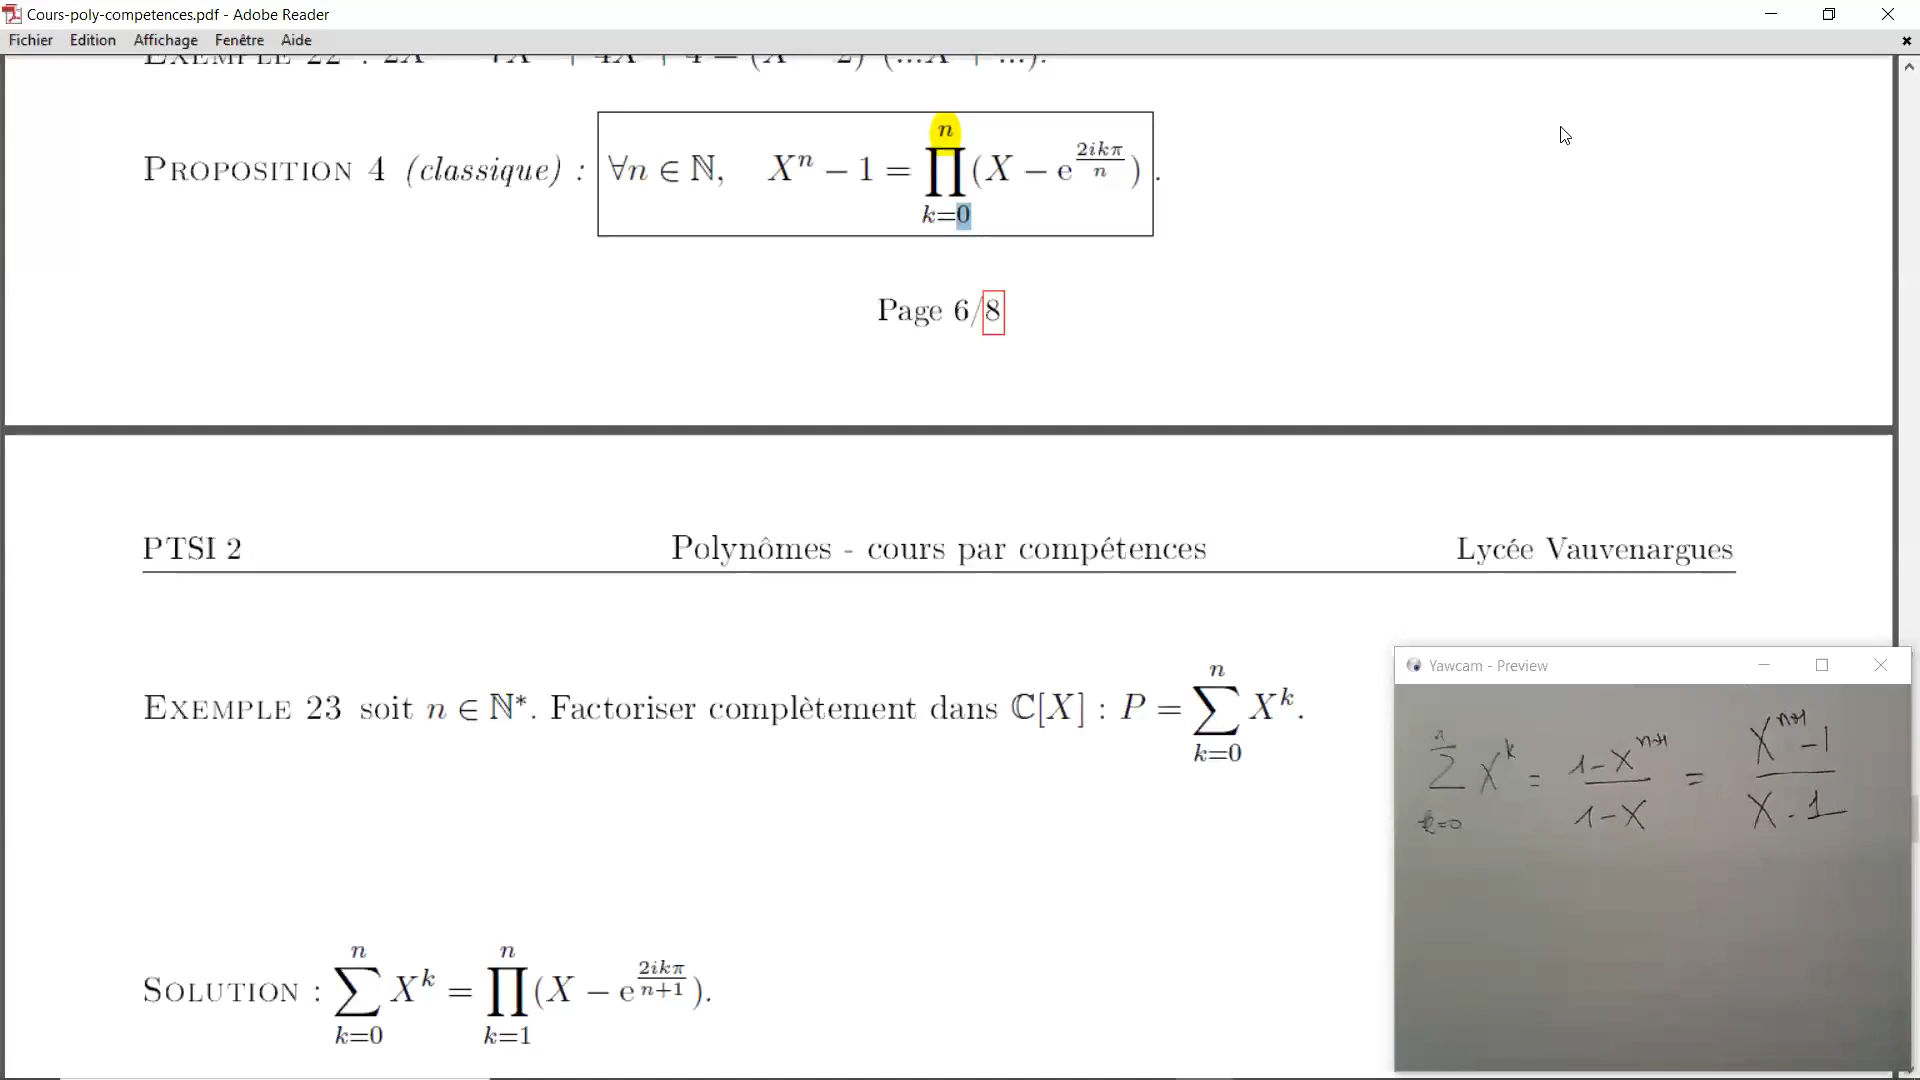 Cours-poly-competences.pdf - Adobe Reader
Fichier Edition Affichage Fenêtre Aide
PROPOSITION 4 (classique) : ∀n ∈ ℕ, Xⁿ − 1 = ∏_{k=0}^{n} (X − e^{2ikπ/n}).
Page 6/8
PTSI 2 Polynômes - cours par compétences Lycée Vauvenargues
EXEMPLE 23 soit n ∈ ℕ*. Factoriser complètement dans ℂ[X] : P = ∑_{k=0}^{n} X^k.
SOLUTION : ∑_{k=0}^{n} X^k = ∏_{k=1}^{n} (X − e^{2ikπ/(n+1)}).
Yawcam - Preview
∑_{k=0}^{n} X^k = (1-X^{n+1})/(1-X) = (X^{n+1}-1)/(X-1)